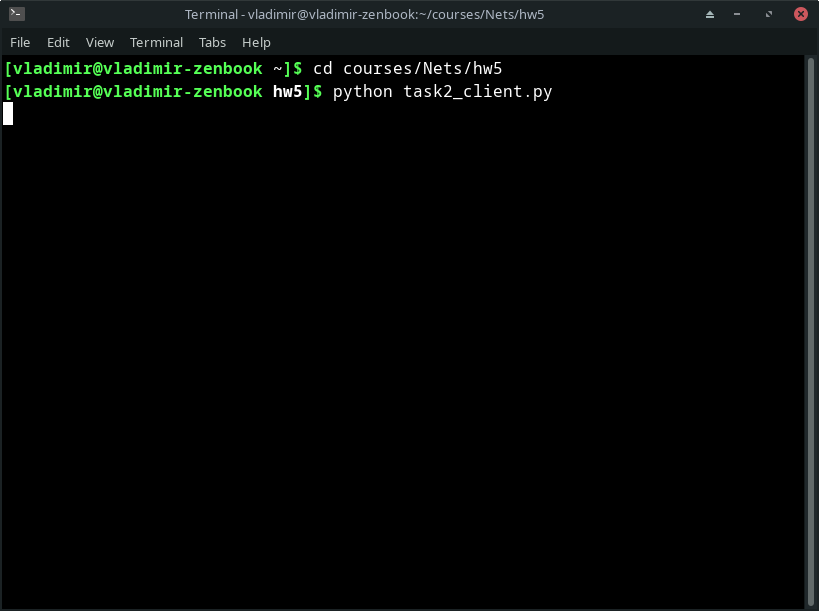 Terminal - vladimir@vladimir-zenbook:~/courses/Nets/hw5
File Edit View Terminal Tabs Help
[vladimir@vladimir-zenbook ~]$ cd courses/Nets/hw5
[vladimir@vladimir-zenbook hw5]$ python task2_client.py